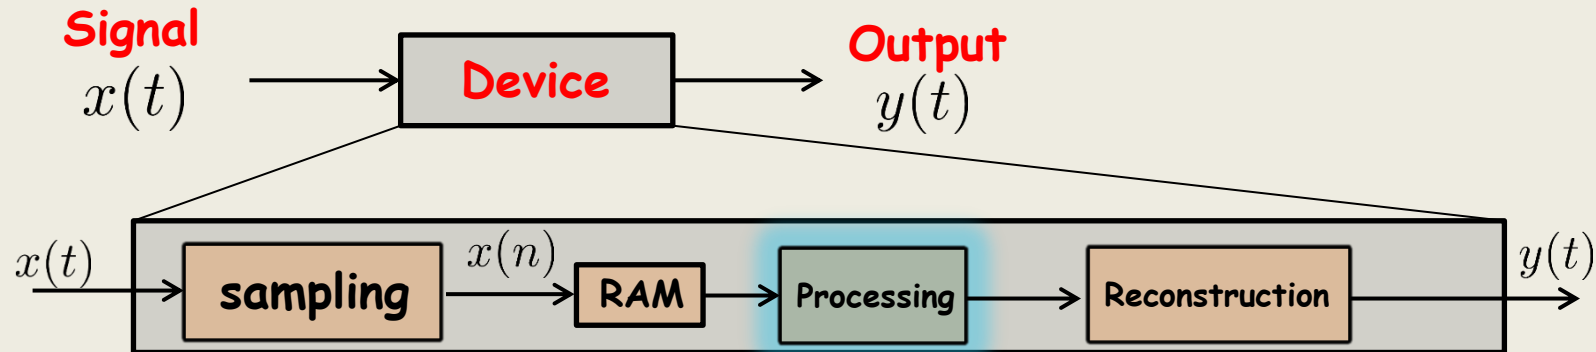 Signal
x(t)
Device
Output
y(t)
x(t)
sampling
x(n)
RAM
Processing
Reconstruction
y(t)